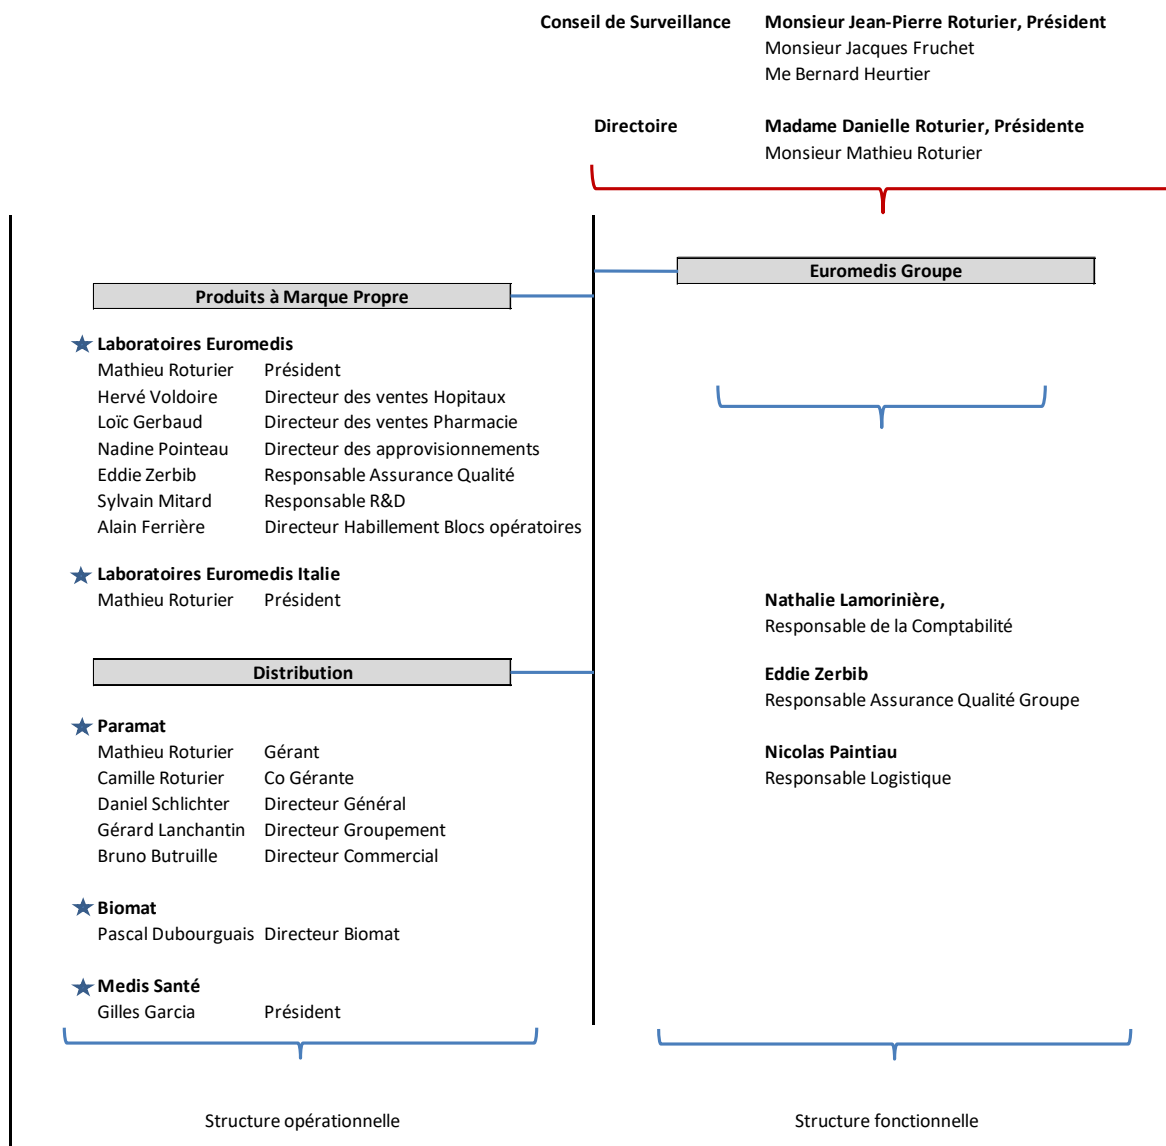 Conseil de Surveillance Monsieur Jean-Pierre Roturier, Président
Monsieur Jacques Fruchet
Me Bernard Heurtier
Directoire Madame Danielle Roturier, Présidente
Monsieur Mathieu Roturier
Euromedis Groupe
Produits à Marque Propre
Laboratoires Euromedis
Mathieu Roturier Président
Hervé Voldoire Directeur des ventes Hopitaux
Loïc Gerbaud Directeur des ventes Pharmacie
Nadine Pointeau Directeur des approvisionnements
Eddie Zerbib Responsable Assurance Qualité
Sylvain Mitard Responsable R&D
Alain Ferrière Directeur Habillement Blocs opératoires
Laboratoires Euromedis Italie
Mathieu Roturier Président
Distribution
Paramat
Mathieu Roturier Gérant
Camille Roturier Co Gérante
Daniel Schlichter Directeur Général
Gérard Lanchantin Directeur Groupement
Bruno Butruille Directeur Commercial
Biomat
Pascal Dubourguais Directeur Biomat
Medis Santé
Gilles Garcia Président
Structure opérationnelle
Nathalie Lamorinière,
Responsable de la Comptabilité
Eddie Zerbib
Responsable Assurance Qualité Groupe
Nicolas Paintiau
Responsable Logistique
Structure fonctionnelle